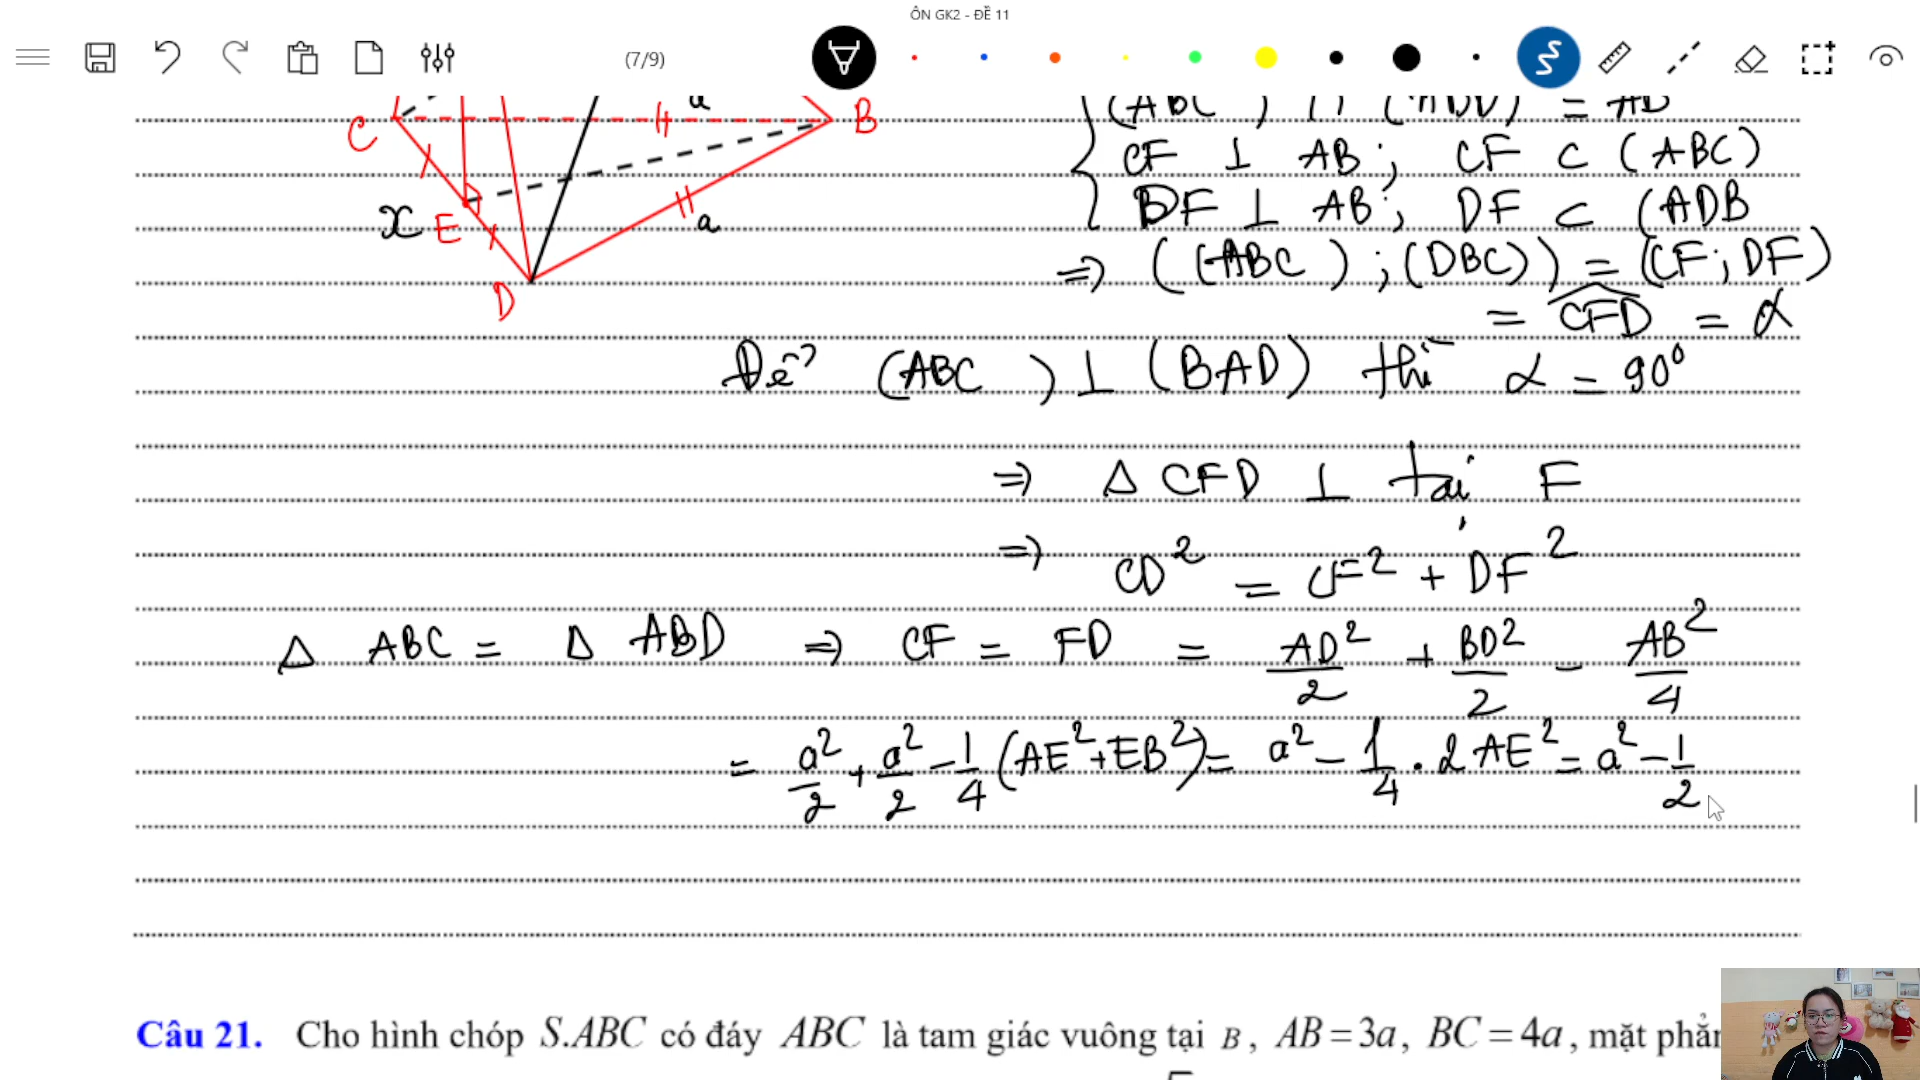 ÔN GK2 - ĐỀ 11
(7/9)
a
C B
(ABC) ∩ (ADB) = AB
CF ⊥ AB; CF ⊂ (ABC)
DF ⊥ AB; DF ⊂ (ADB
x E a
⇒ ((ABC); (DBC)) = (CF; DF)
D
= CFD = α
Để (ABC) ⊥ (BAD) thì α = 90°
⇒ Δ CFD ⊥ tại F
⇒ CD² = CF² + DF²
Δ ABC = Δ ABD ⇒ CF = FD = AD²/2 + BD²/2 - AB²/4
= a²/2 + a²/2 - 1/4 (AE² + EB²) = a² - 1/4 . 2AE² = a² - 1/2
Câu 21. Cho hình chóp S.ABC có đáy ABC là tam giác vuông tại B, AB = 3a, BC = 4a, mặt phẳn